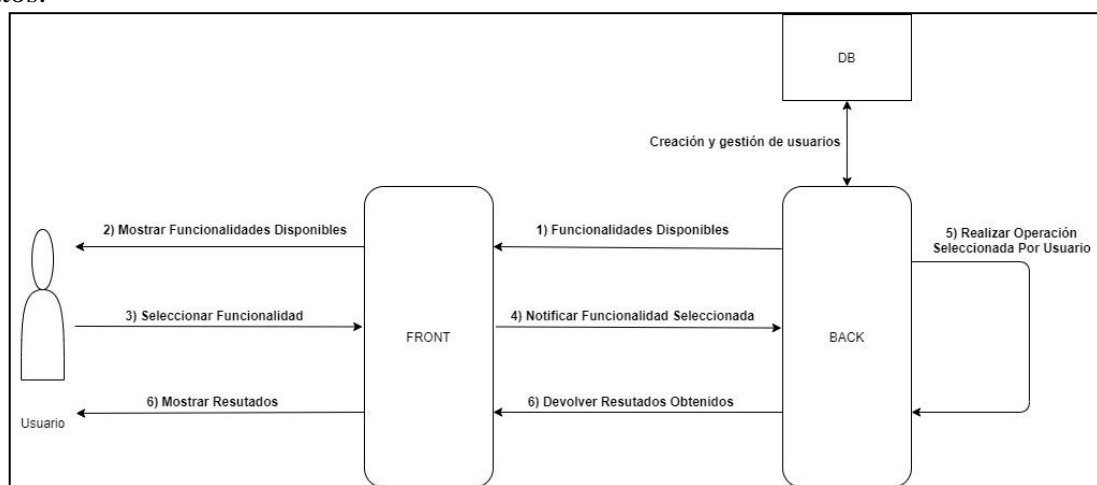 DB
Creación y gestión de usuarios
2) Mostrar Funcionalidades Disponibles
1) Funcionalidades Disponibles
5) Realizar Operación
Seleccionada Por Usuario
3) Seleccionar Funcionalidad
4) Notificar Funcionalidad Seleccionada
FRONT
BACK
6) Mostrar Resutados
6) Devolver Resutados Obtenidos
Usuario